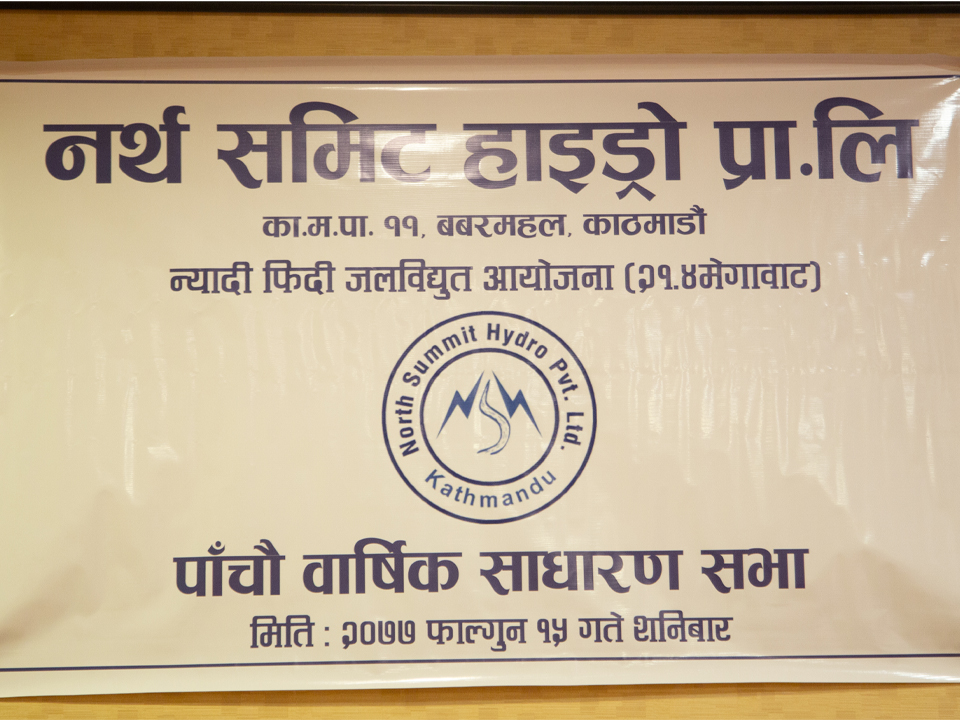 नर्थ समिट हाइड्रो प्रा.लि
का.म.पा. ११, बबरमहल, काठमाडौं
न्यादी फिदी जलविद्युत आयोजना (२१.४मेगावाट)
North Summit Hydro Pvt. Ltd.
NSM
Kathmandu
पाँचौ वार्षिक साधारण सभा
मिति : २०७७ फाल्गुन १५ गते शनिबार